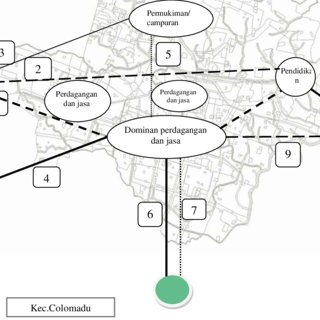 Permukiman/
campuran
3
5
2
Pendidika
n
Perdagangan
dan jasa
Perdagangan
dan jasa
Dominan perdagangan
dan jasa
9
4
6
7
Kec.Colomadu